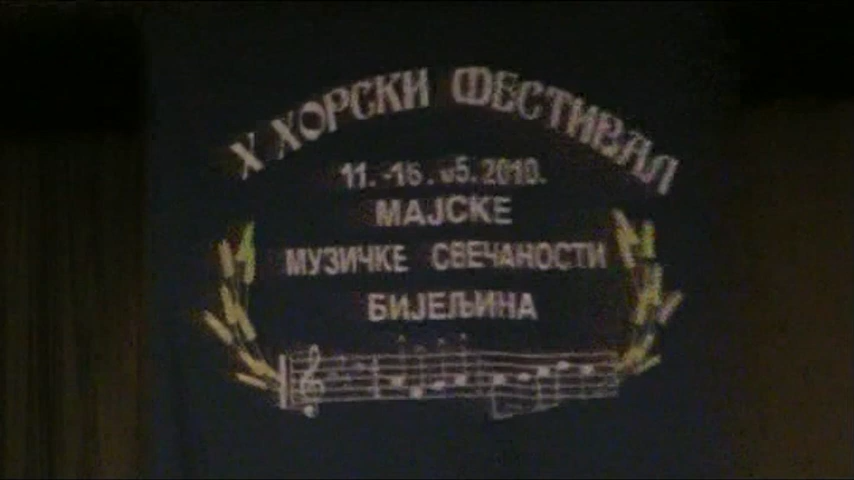 X ХОРСКИ ФЕСТИВАЛ
11.-16.05.2010.
МАЈСКЕ
МУЗИЧКЕ СВЕЧАНОСТИ
БИЈЕЉИНА